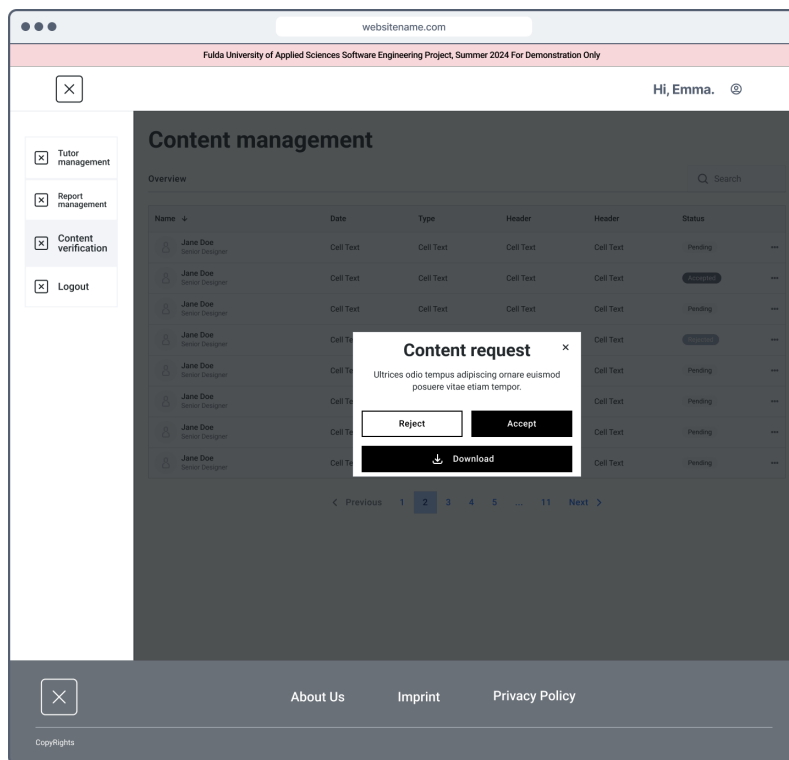 websitename.com
Fulda University of Applied Sciences Software Engineering Project, Summer 2024 For Demonstration Only
Hi, Emma.
Tutor
management
Report
management
Content
verification
Logout
Content management
Overview
Search
Name Date Type Header Header Status
Jane Doe
Senior Designer
Cell Text Cell Text Cell Text Cell Text Pending
Jane Doe
Senior Designer
Cell Text Cell Text Cell Text Cell Text Accepted
Jane Doe
Senior Designer
Cell Text Cell Text Cell Text Cell Text Pending
Jane Doe
Senior Designer
Cell Text
Rejected
Jane Doe
Senior Designer
Cell Text Pending
Jane Doe
Senior Designer
Cell Text Pending
Jane Doe
Senior Designer
Cell Text Pending
Jane Doe
Senior Designer
Cell Text Pending
Content request
Ultrices odio tempus adipiscing ornare euismod
posuere vitae etiam tempor.
Reject Accept
Download
Previous 1 2 3 4 5 ... 11 Next
About Us Imprint Privacy Policy
CopyRights